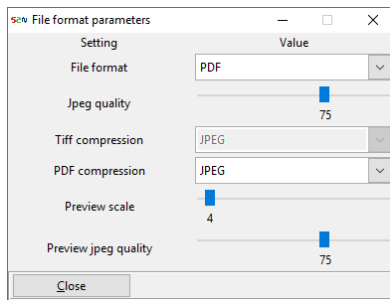 scn File format parameters
Setting Value
File format PDF
Jpeg quality
75
Tiff compression JPEG
PDF compression JPEG
Preview scale
4
Preview jpeg quality
75
Close